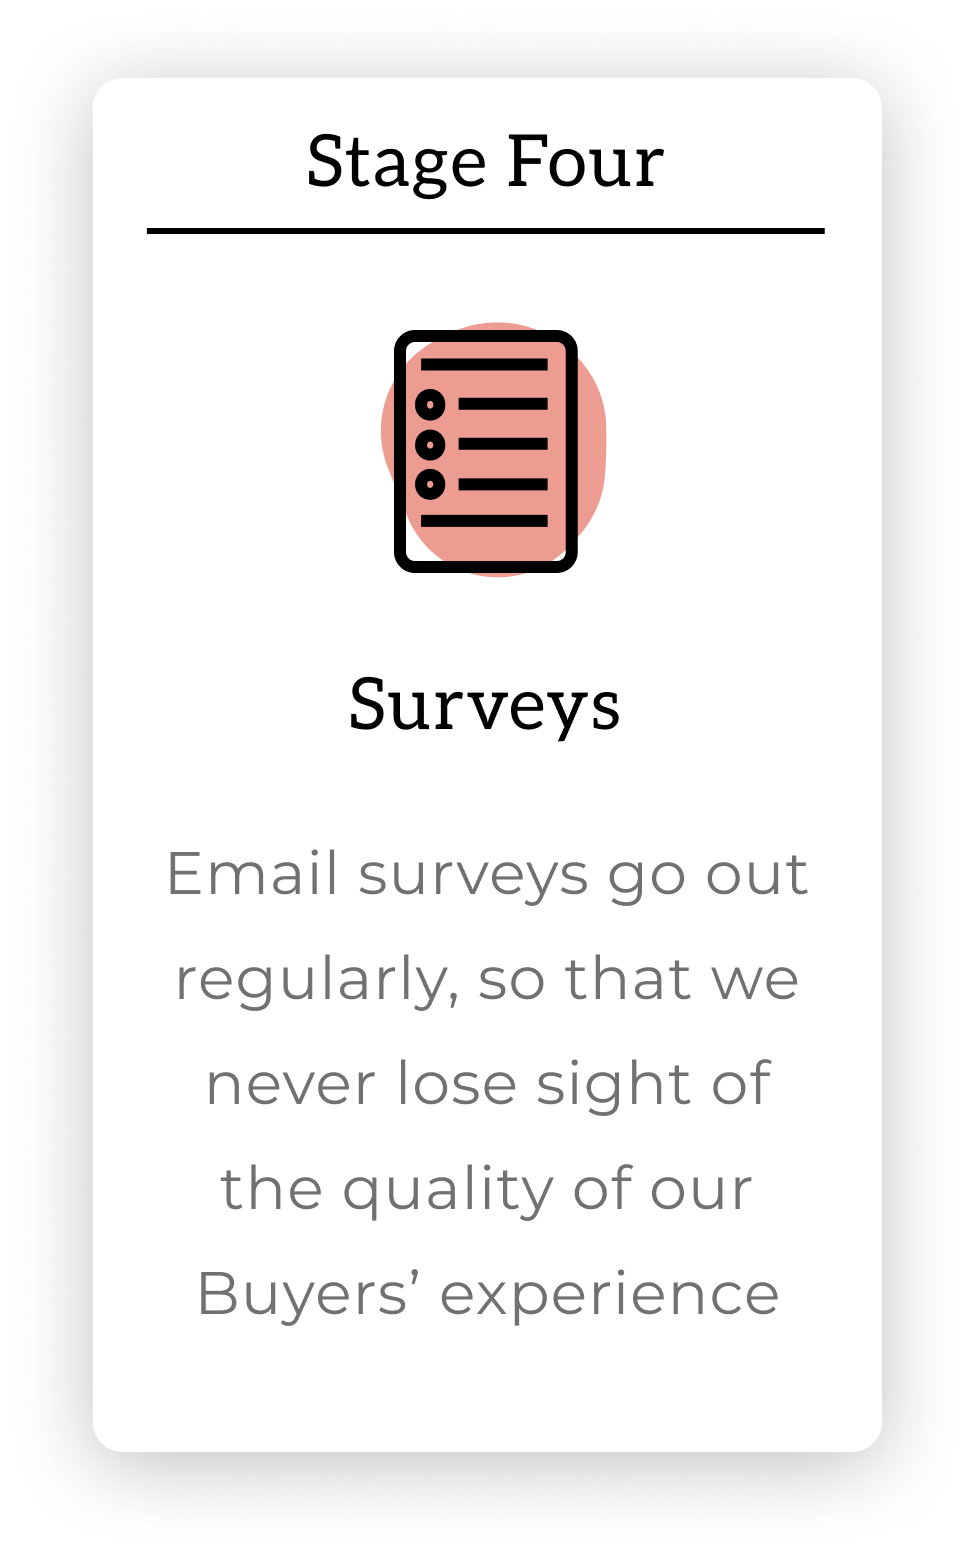 Stage Four
Surveys
Email surveys go out
regularly, so that we
never lose sight of
the quality of our
Buyers’ experience